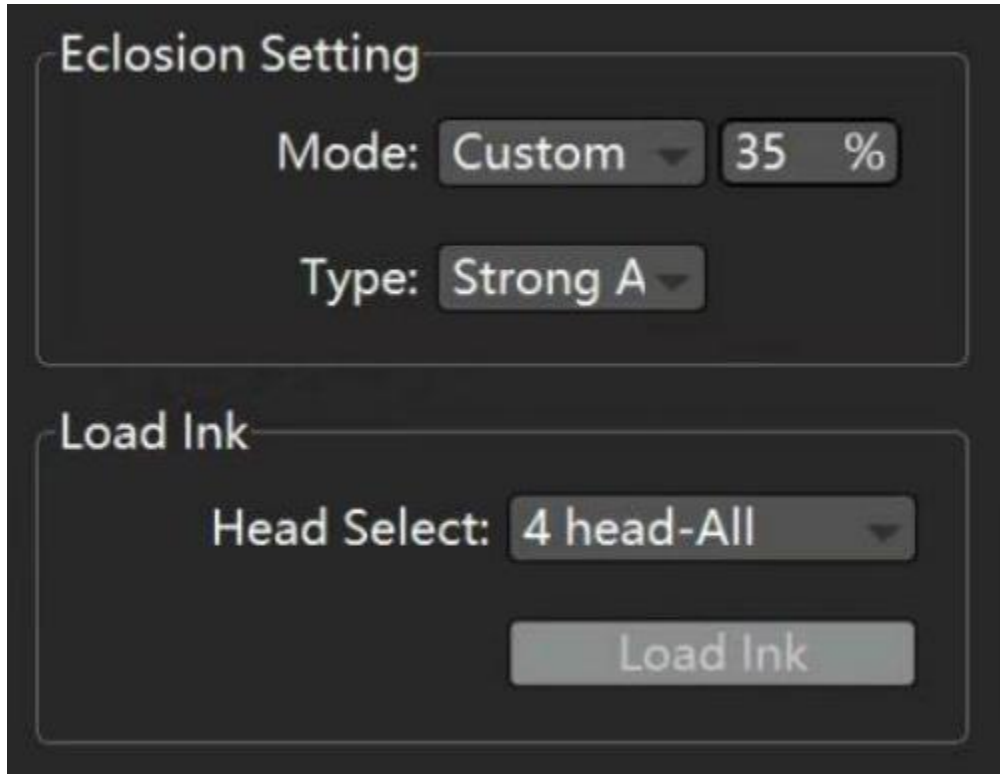 Eclosion Setting
Mode: Custom 35 %
Type: Strong A
Load Ink
Head Select: 4 head-All
Load Ink